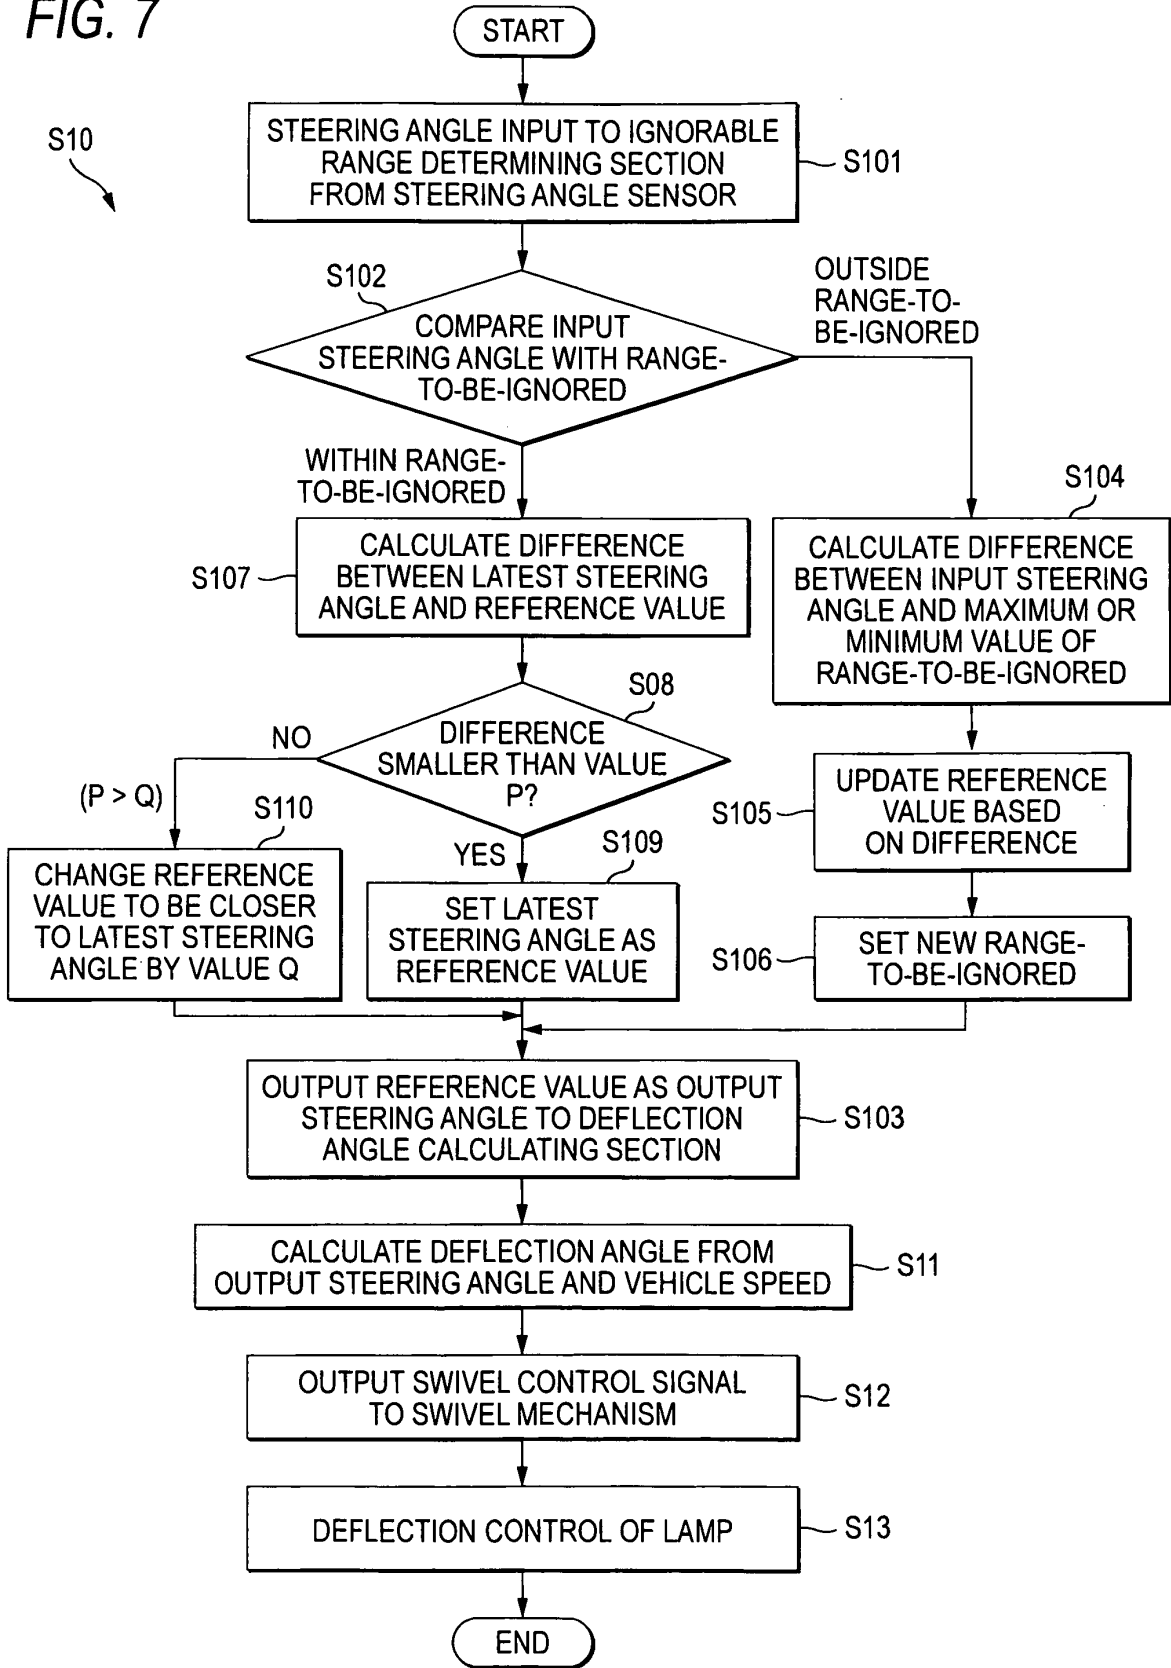 FIG. 7
START
S10
STEERING ANGLE INPUT TO IGNORABLE
RANGE DETERMINING SECTION
FROM STEERING ANGLE SENSOR
S101
S102
COMPARE INPUT
STEERING ANGLE WITH RANGE-
TO-BE-IGNORED
OUTSIDE
RANGE-TO-
BE-IGNORED
WITHIN RANGE-
TO-BE-IGNORED
S107
CALCULATE DIFFERENCE
BETWEEN LATEST STEERING
ANGLE AND REFERENCE VALUE
S104
CALCULATE DIFFERENCE
BETWEEN INPUT STEERING
ANGLE AND MAXIMUM OR
MINIMUM VALUE OF
RANGE-TO-BE-IGNORED
S08
DIFFERENCE
SMALLER THAN VALUE
P?
NO
(P > Q)
S110
CHANGE REFERENCE
VALUE TO BE CLOSER
TO LATEST STEERING
ANGLE BY VALUE Q
YES
S109
SET LATEST
STEERING ANGLE AS
REFERENCE VALUE
S105
UPDATE REFERENCE
VALUE BASED
ON DIFFERENCE
S106
SET NEW RANGE-
TO-BE-IGNORED
OUTPUT REFERENCE VALUE AS OUTPUT
STEERING ANGLE TO DEFLECTION
ANGLE CALCULATING SECTION
S103
CALCULATE DEFLECTION ANGLE FROM
OUTPUT STEERING ANGLE AND VEHICLE SPEED
S11
OUTPUT SWIVEL CONTROL SIGNAL
TO SWIVEL MECHANISM
S12
DEFLECTION CONTROL OF LAMP
S13
END